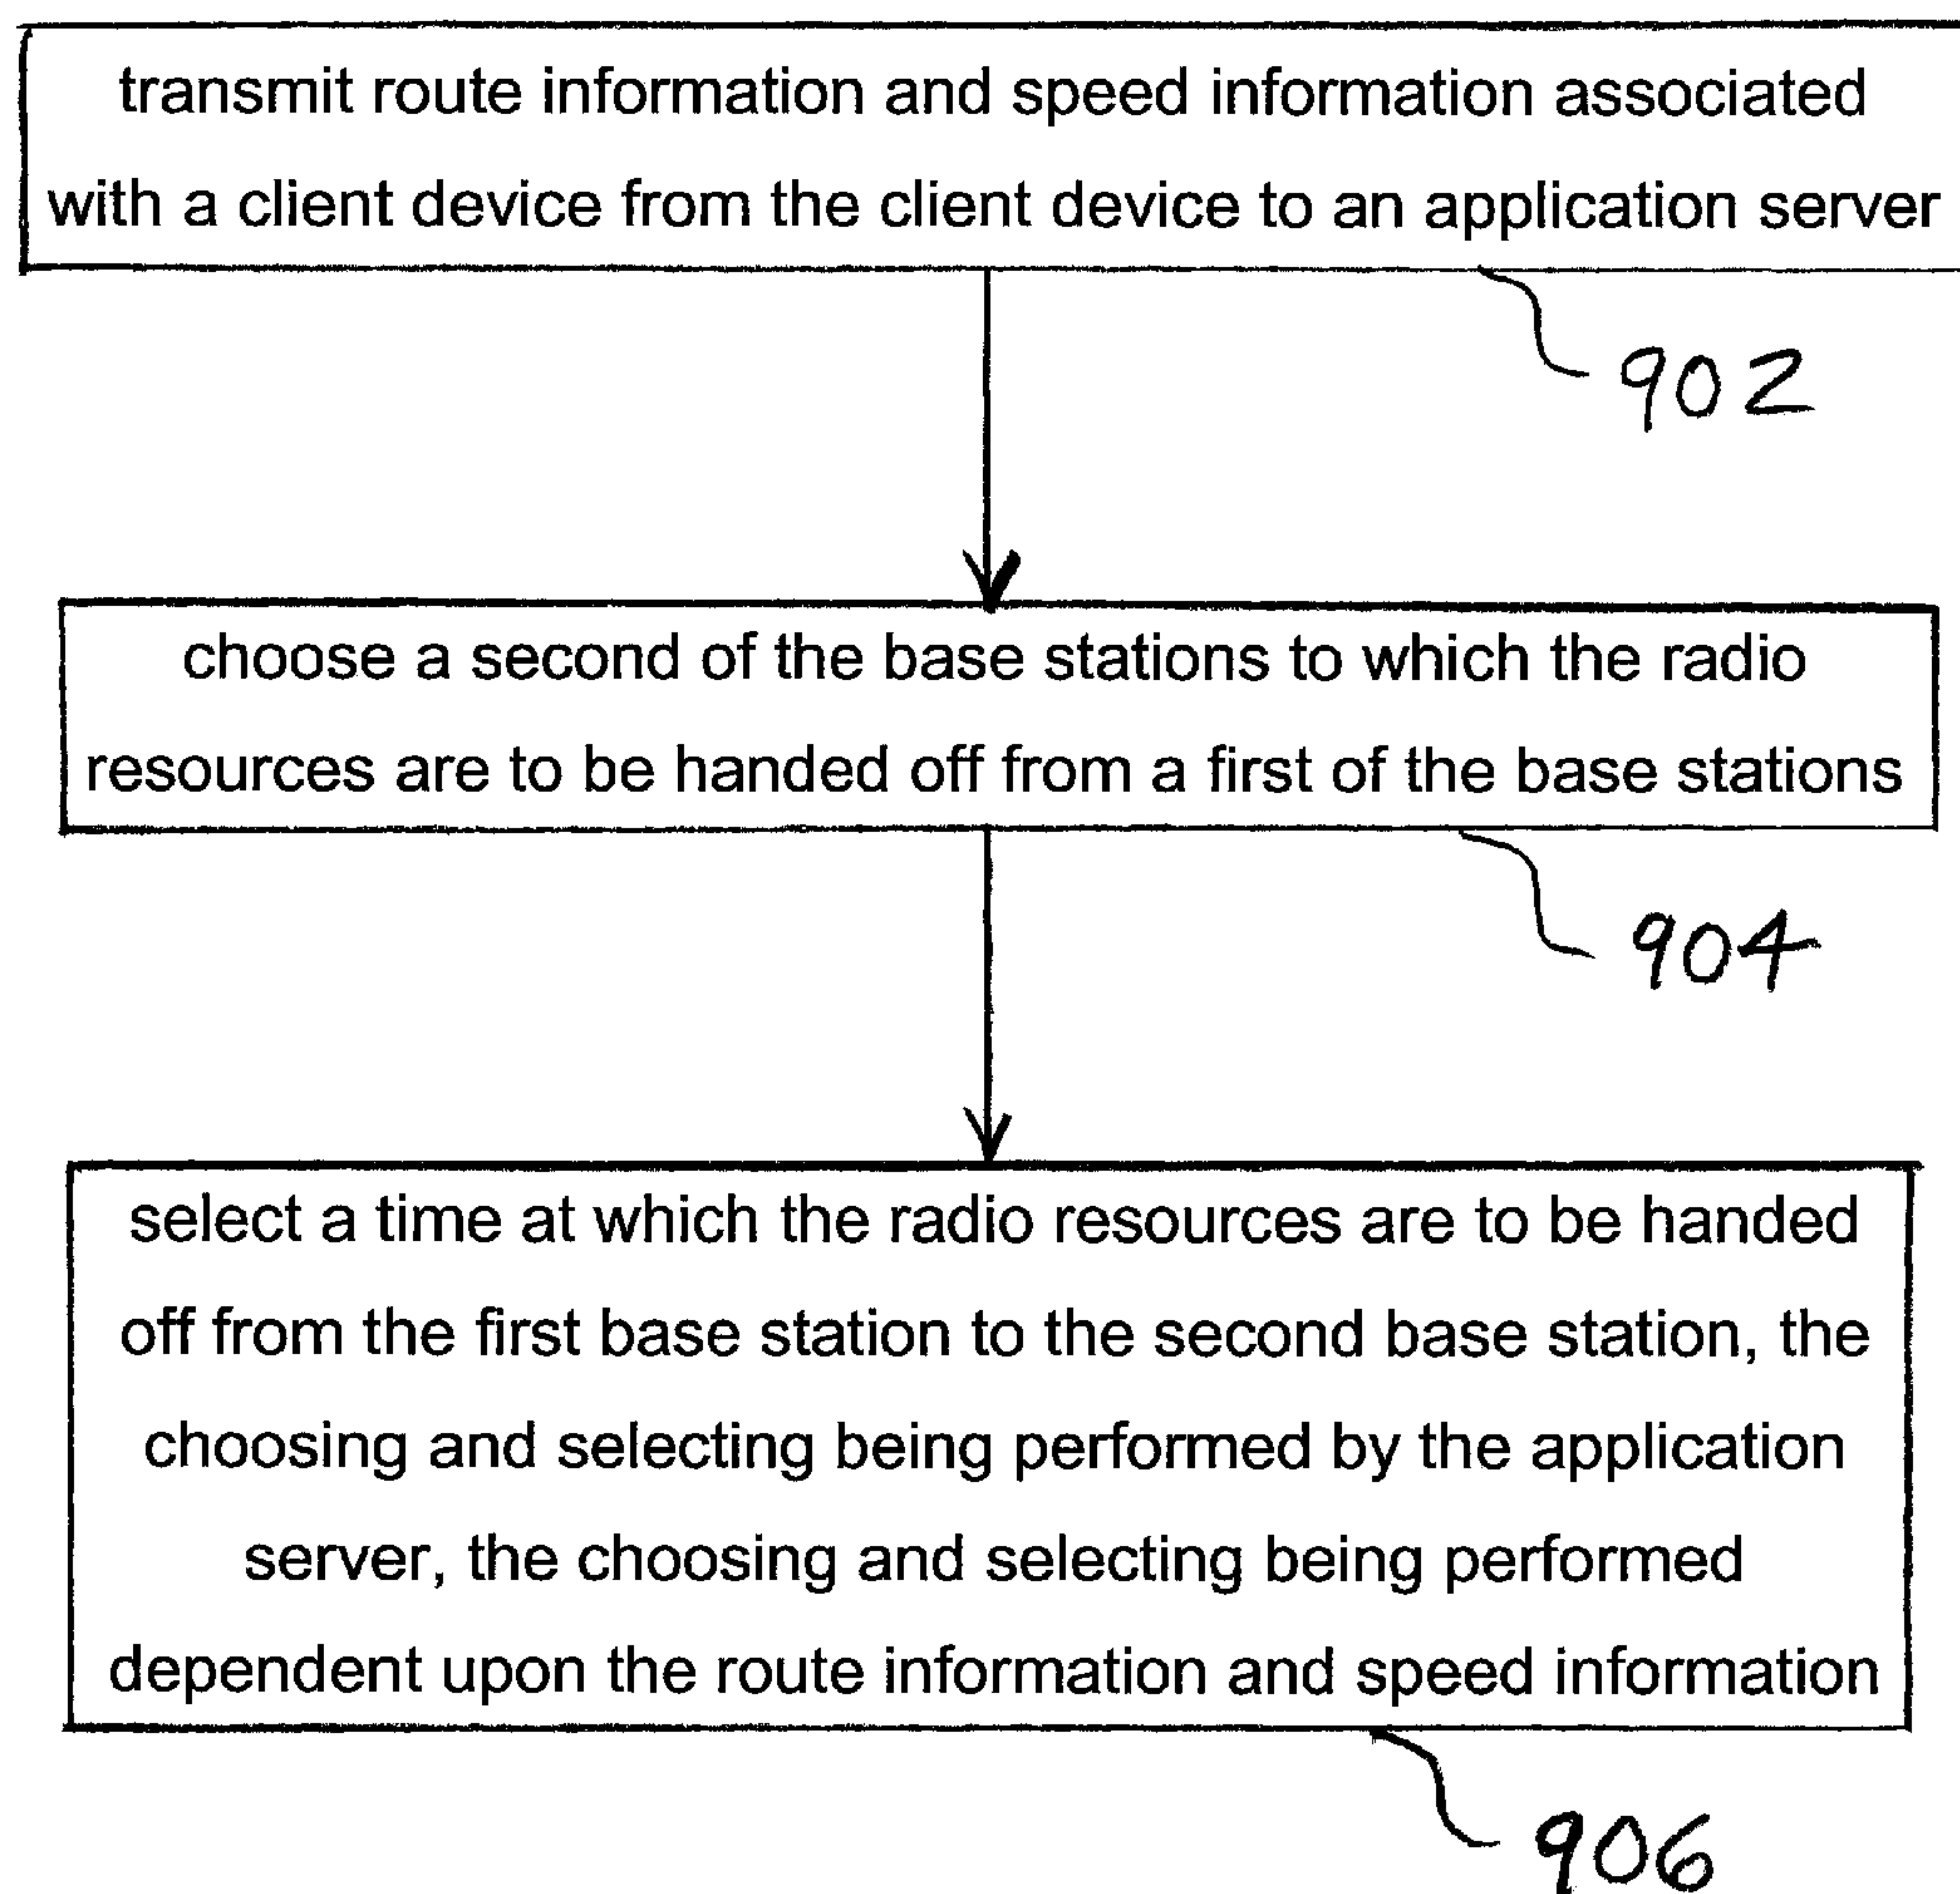 transmit route information and speed information associated
with a client device from the client device to an application server
902
choose a second of the base stations to which the radio
resources are to be handed off from a first of the base stations
904
select a time at which the radio resources are to be handed
off from the first base station to the second base station, the
choosing and selecting being performed by the application
server, the choosing and selecting being performed
dependent upon the route information and speed information
906